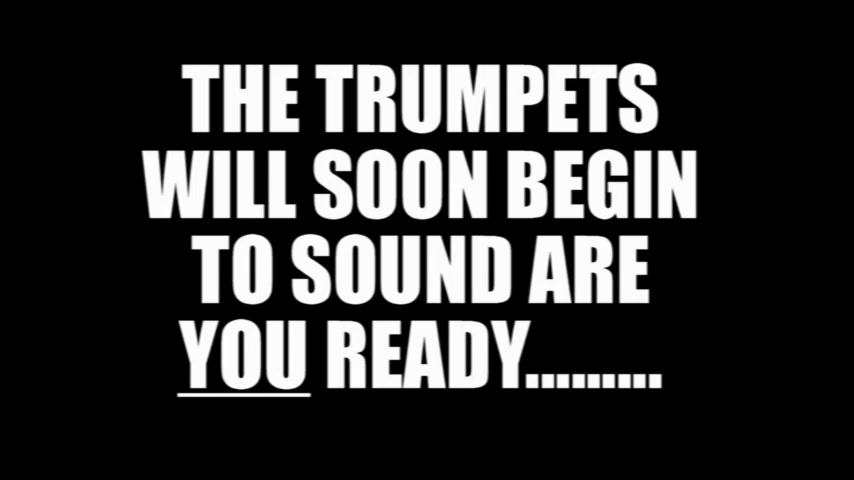 THE TRUMPETS
WILL SOON BEGIN
TO SOUND ARE
YOU READY.........